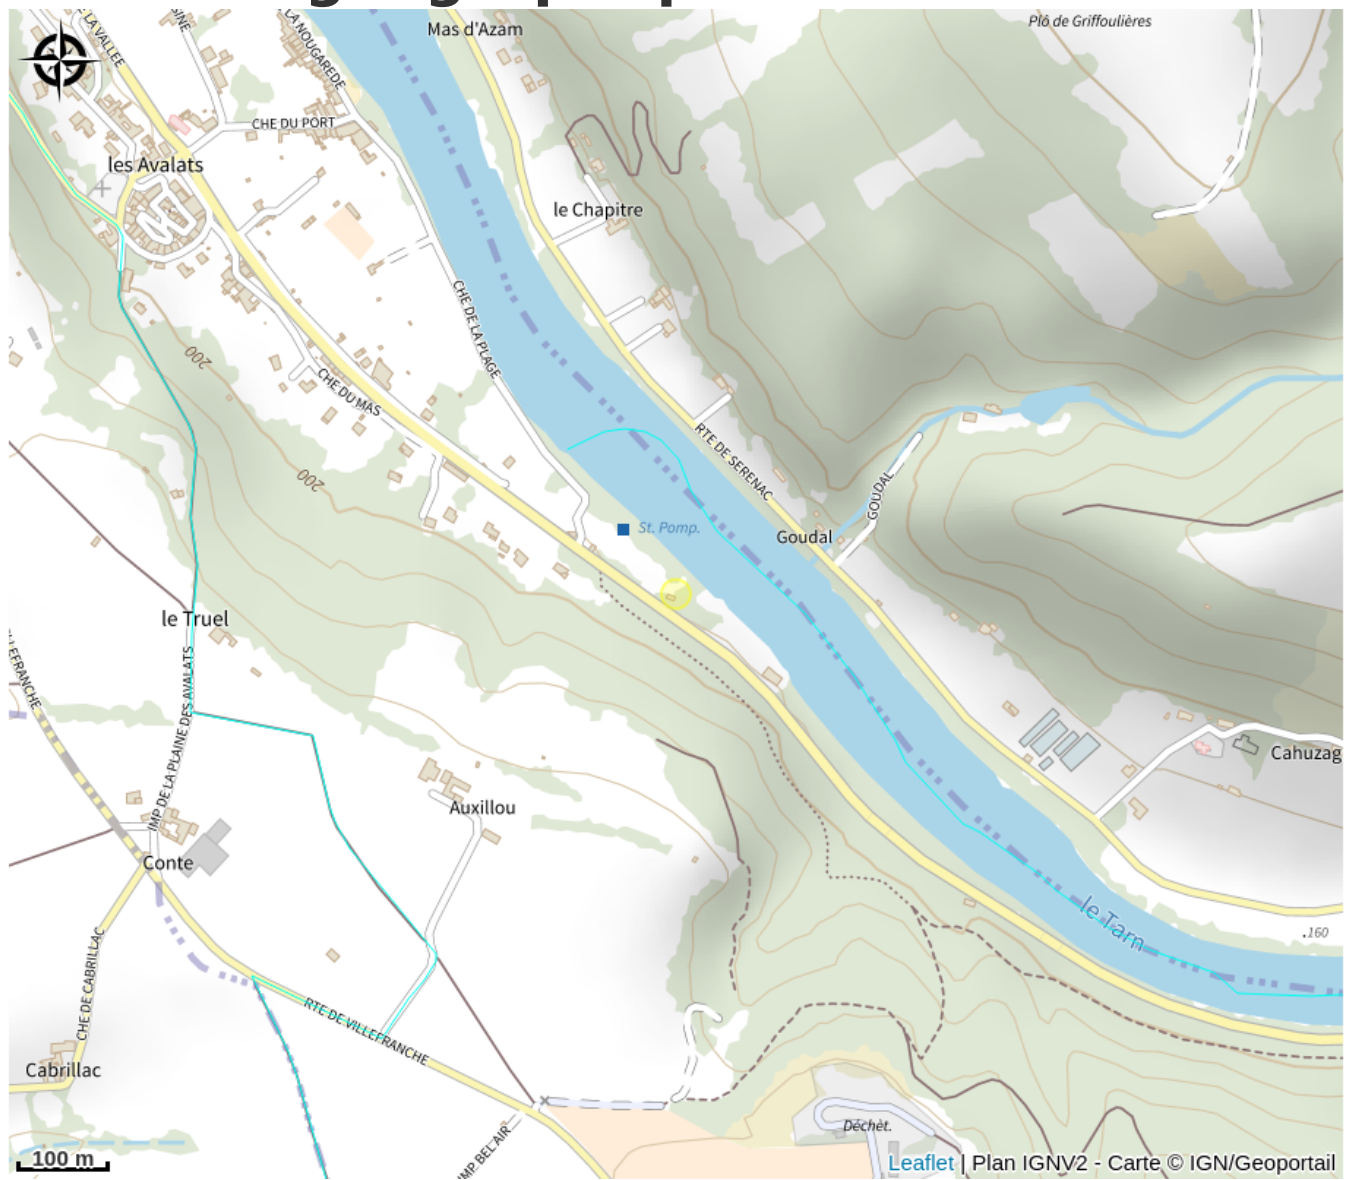 Mas d'Azam
Plô de Griffoulières
LA VALLEE
LA NOUGAREDE
CHE DU PORT
les Avalats
le Chapitre
CHE DE LA PLAGE
200
CHE DU MAS
RTE DE SERENAC
200
GOUDAL
St. Pomp.
Goudal
le Truel
IMP DE LA PLAINE DES AVALATS
Cahuzag
Auxillou
Conte
le Tarn
.160
CHE DE CABRILLAC
RTE DE VILLEFRANCHE
Cabrillac
Déchèt.
IMP. BEL AIR
100 m
Leaflet | Plan IGNV2 - Carte © IGN/Geoportail